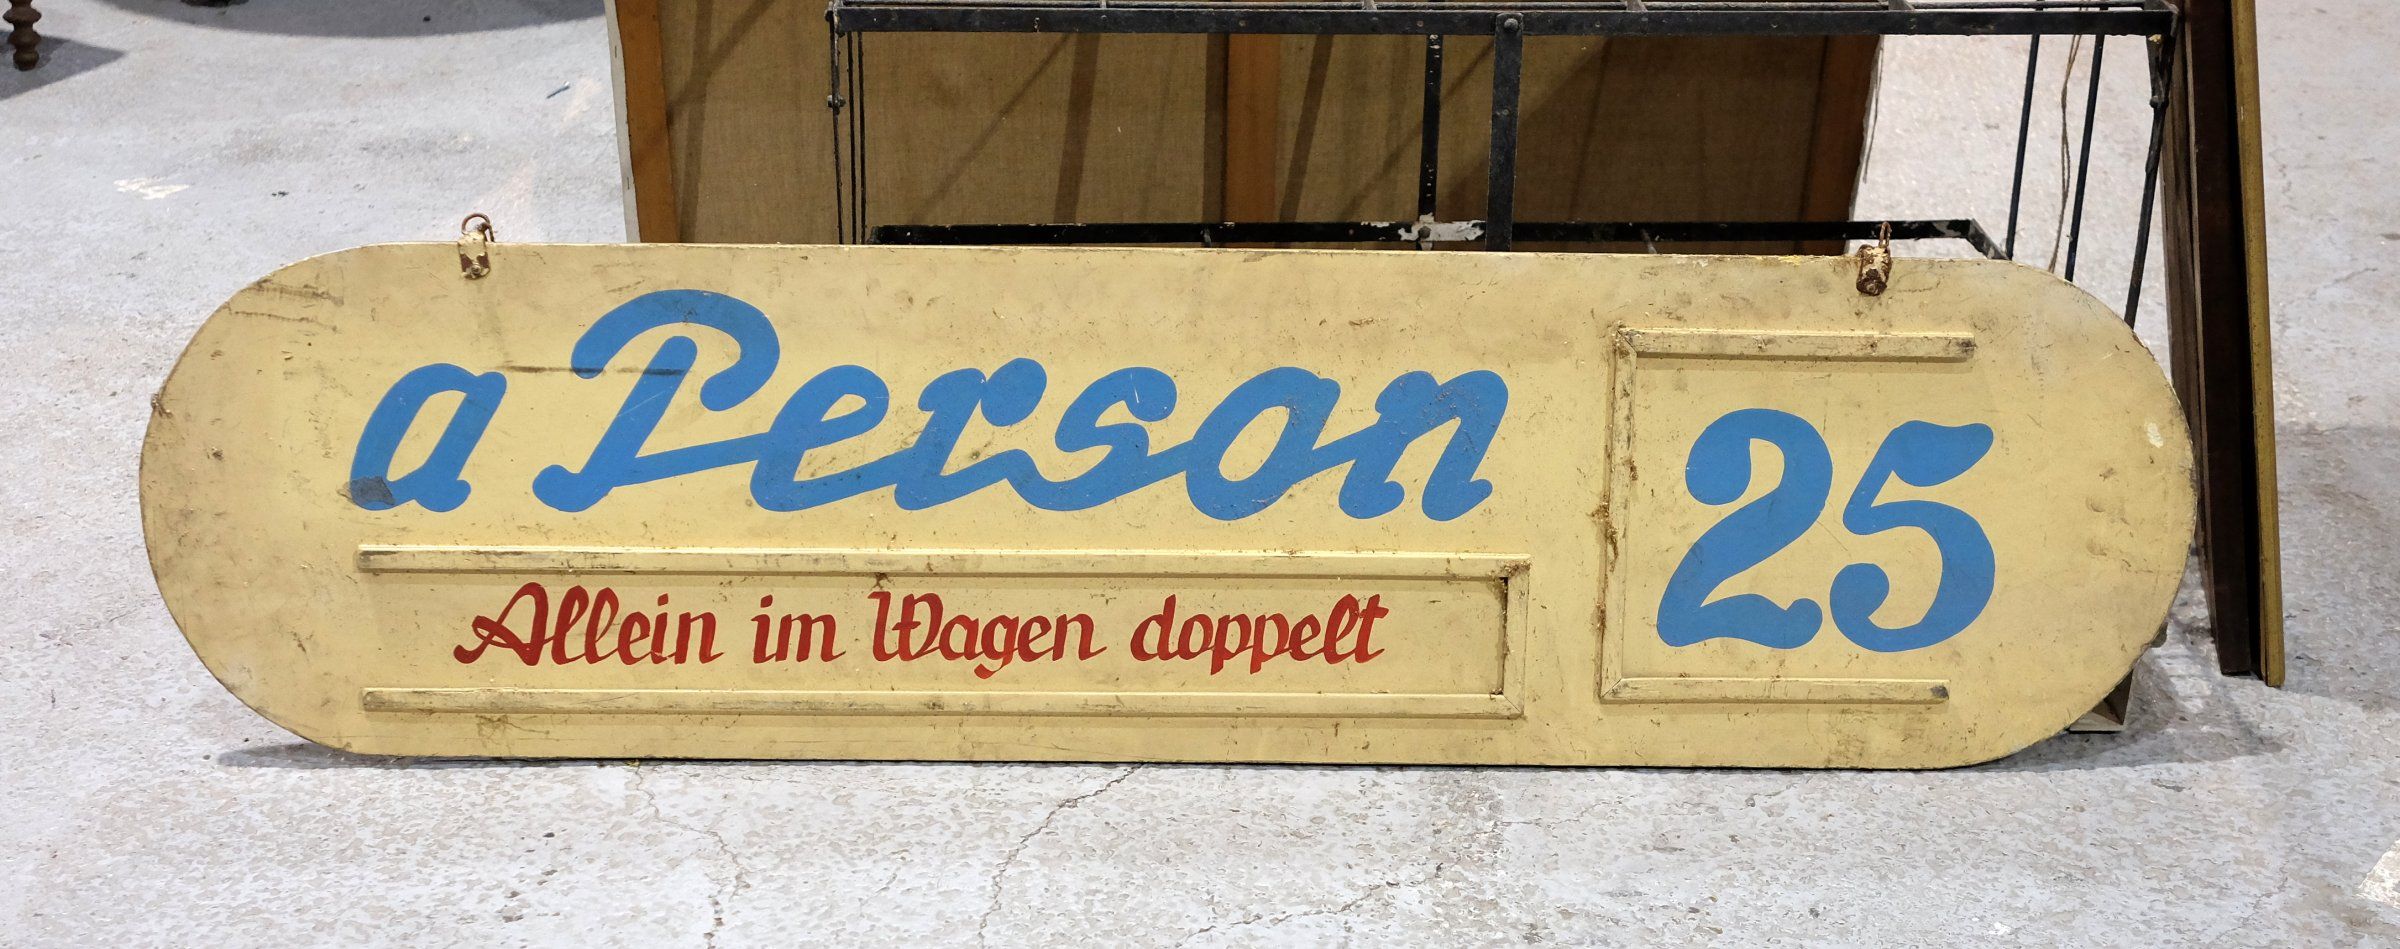 a Person 25
Allein im Wagen doppelt